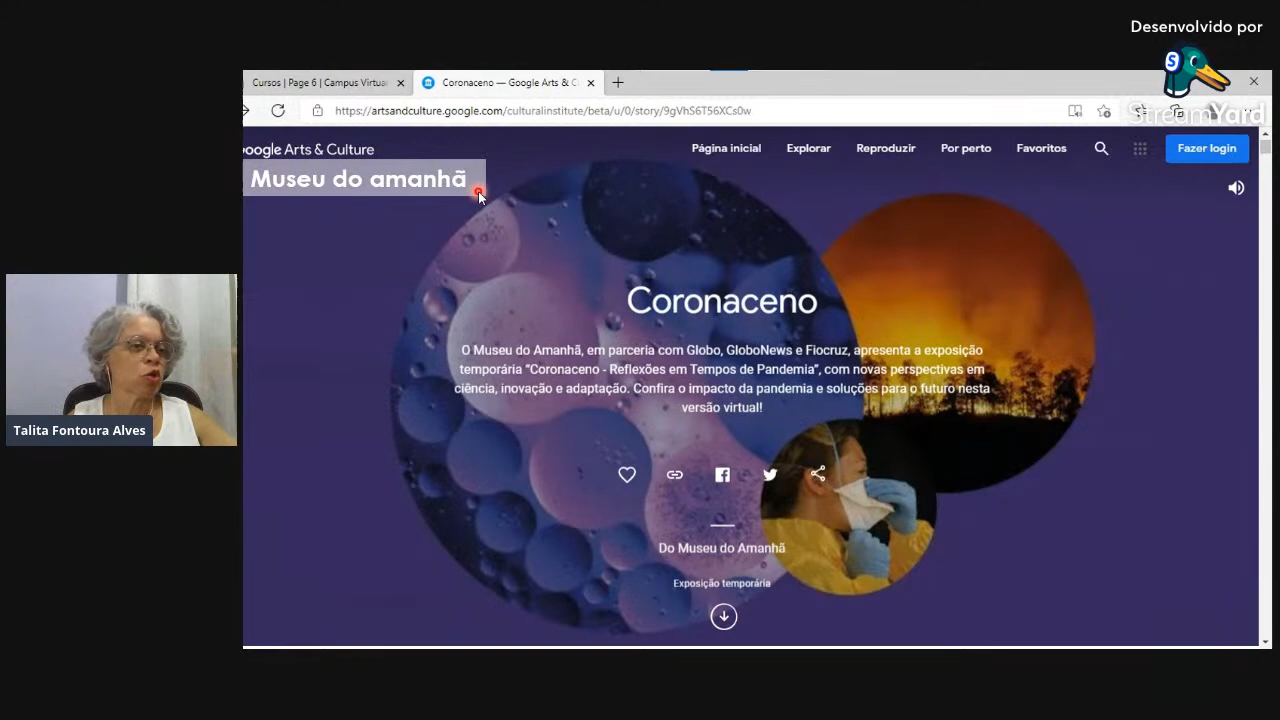 Desenvolvido por
StreamYard
Cursos | Page 6 | Campus Virtua
Coronaceno — Google Arts & C
https://artsandculture.google.com/culturalinstitute/beta/u/0/story/9gVhS6T56XCs0w
oogle Arts & Culture
Página inicial
Explorar
Reproduzir
Por perto
Favoritos
Fazer login
Museu do amanhã
Coronaceno
O Museu do Amanhã, em parceria com Globo, GloboNews e Fiocruz, apresenta a exposição
temporária “Coronaceno - Reflexões em Tempos de Pandemia”, com novas perspectivas em
ciência, inovação e adaptação. Confira o impacto da pandemia e soluções para o futuro nesta
versão virtual!
Talita Fontoura Alves
Do Museu do Amanhã
Exposição temporária